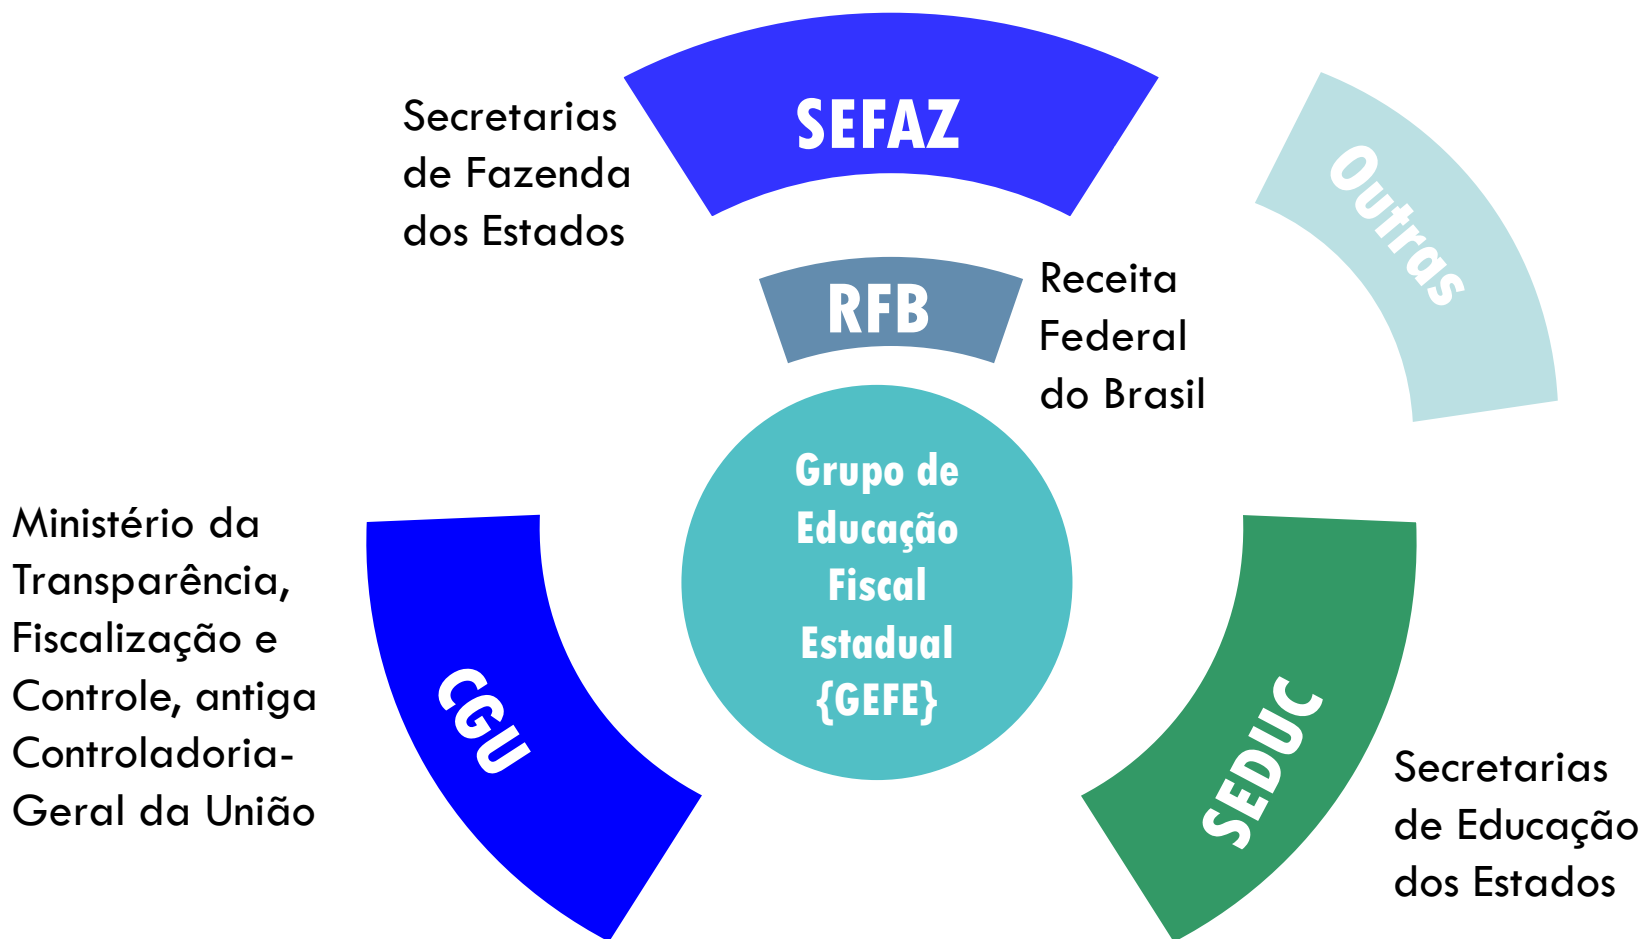 SEFAZ
Secretarias
de Fazenda
dos Estados
Outras
RFB
Receita
Federal
do Brasil
Grupo de
Educação
Fiscal
Estadual
{GEFE}
Ministério da
Transparência,
Fiscalização e
Controle, antiga
Controladoria-
Geral da União
CGU
SEDUC
Secretarias
de Educação
dos Estados